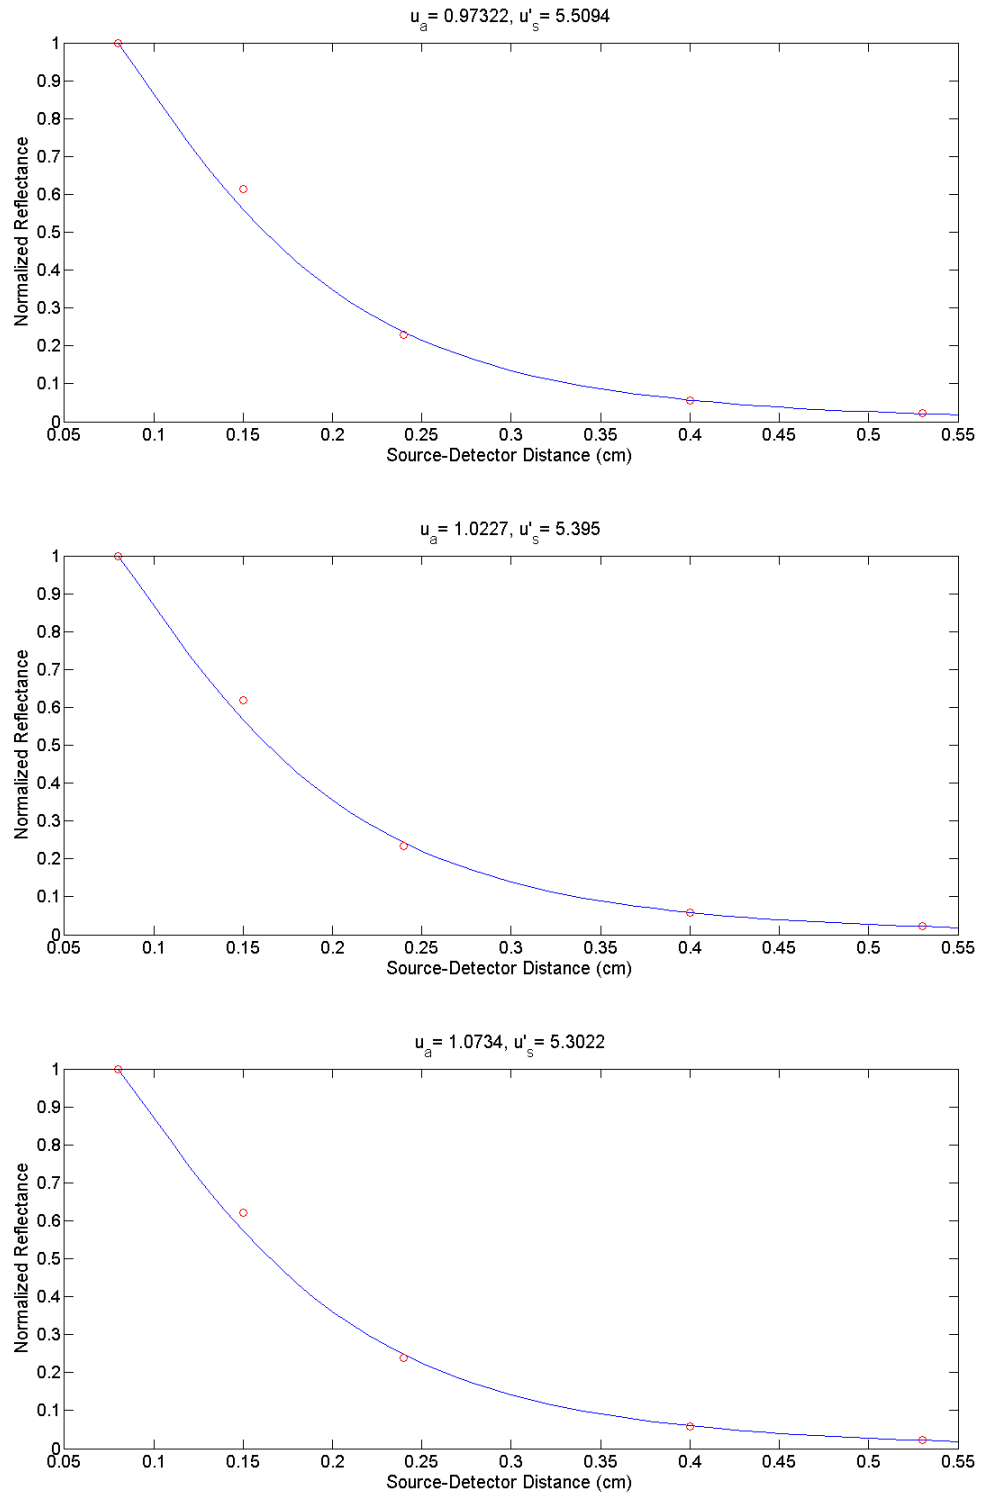 u_a= 0.97322, u'_s= 5.5094
1
0.9
0.8
0.7
0.6
0.5
0.4
0.3
0.2
0.1
0
Normalized Reflectance
0.05 0.1 0.15 0.2 0.25 0.3 0.35 0.4 0.45 0.5 0.55
Source-Detector Distance (cm)
u_a= 1.0227, u'_s= 5.395
1
0.9
0.8
0.7
0.6
0.5
0.4
0.3
0.2
0.1
0
Normalized Reflectance
0.05 0.1 0.15 0.2 0.25 0.3 0.35 0.4 0.45 0.5 0.55
Source-Detector Distance (cm)
u_a= 1.0734, u'_s= 5.3022
1
0.9
0.8
0.7
0.6
0.5
0.4
0.3
0.2
0.1
0
Normalized Reflectance
0.05 0.1 0.15 0.2 0.25 0.3 0.35 0.4 0.45 0.5 0.55
Source-Detector Distance (cm)